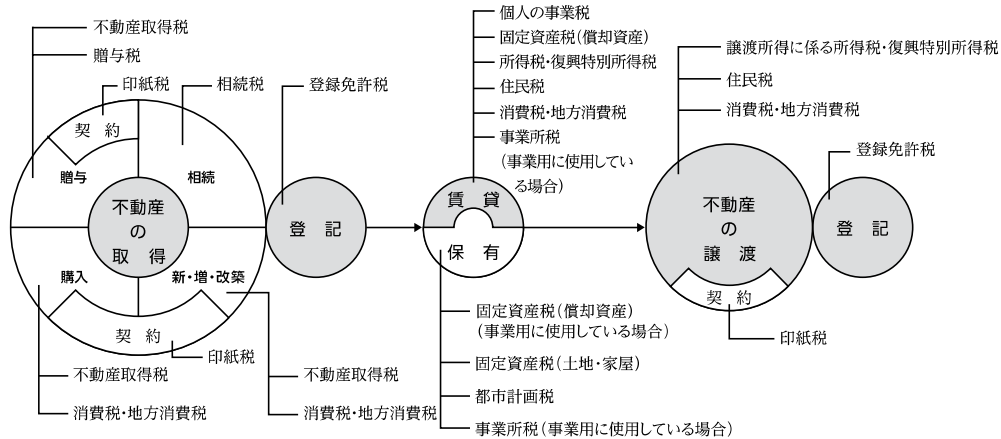 不動産取得税
贈与税
印紙税
相続税
登録免許税
契 約
贈与
相続
不動産
の
取 得
購入
新・増・改築
契 約
印紙税
不動産取得税
消費税・地方消費税
不動産取得税
消費税・地方消費税
登 記
個人の事業税
固定資産税(償却資産)
所得税・復興特別所得税
住民税
消費税・地方消費税
事業所税
(事業用に使用してい
る場合)
賃 貸
保 有
固定資産税(償却資産)
(事業用に使用している場合)
固定資産税(土地・家屋)
都市計画税
事業所税(事業用に使用している場合)
譲渡所得に係る所得税・復興特別所得税
住民税
消費税・地方消費税
不動産
の
譲 渡
契 約
印紙税
登録免許税
登 記